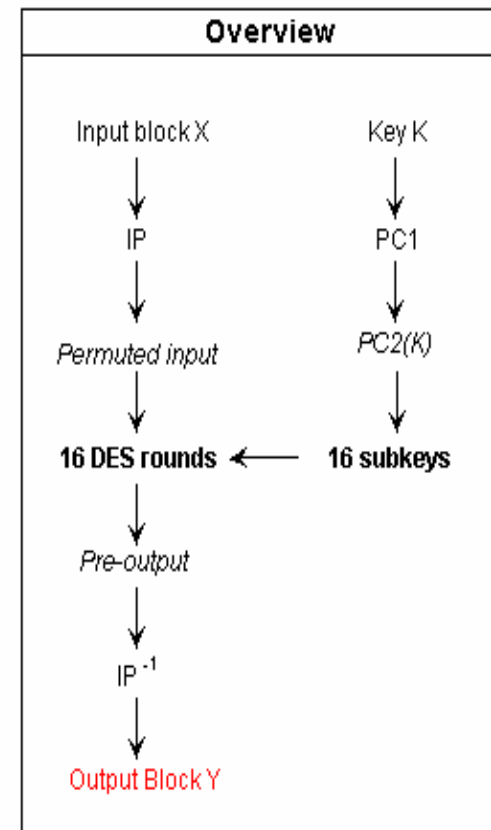 Overview
Input block X Key K
IP PC1
Permuted input PC2(K)
16 DES rounds 16 subkeys
Pre-output
IP -1
Output Block Y